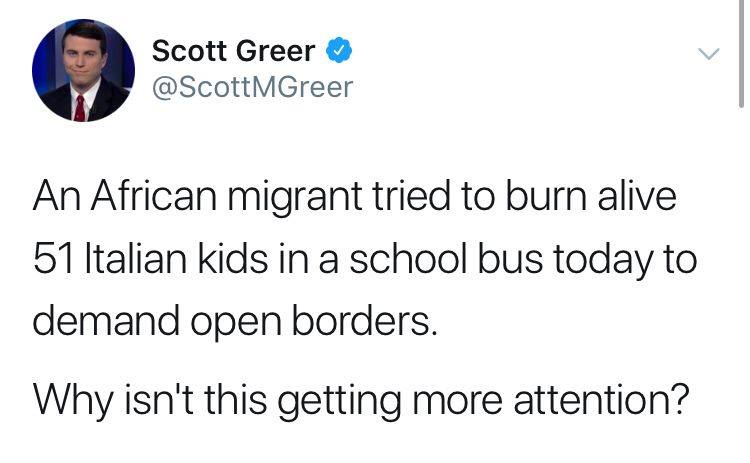 Scott Greer
@ScottMGreer
An African migrant tried to burn alive
51 Italian kids in a school bus today to
demand open borders.
Why isn't this getting more attention?